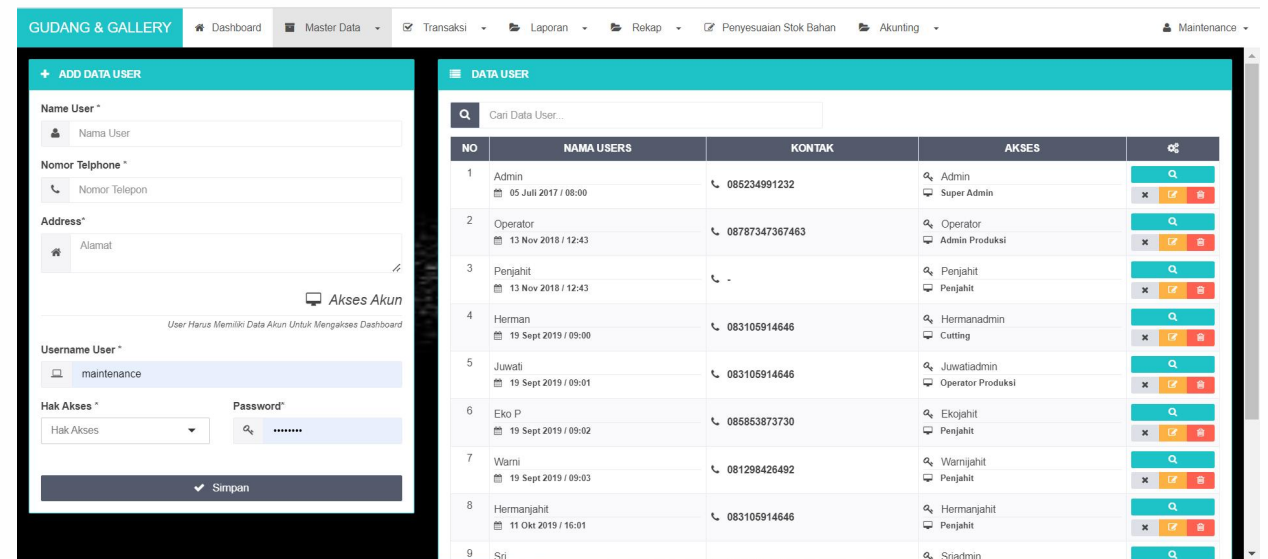 GUDANG & GALLERY Dashboard Master Data Transaksi Laporan Rekap Penyesuaian Stok Bahan Akunting Maintenance
ADD DATA USER
Name User *
Nama User
Nomor Telphone *
Nomor Telepon
Address*
Alamat
Akses Akun
User Harus Memiliki Data Akun Untuk Mengakses Dashboard
Username User *
maintenance
Hak Akses * Password*
Hak Akses ••••••••
Simpan
DATA USER
Cari Data User...
NO NAMA USERS KONTAK AKSES
1 Admin 085234991232 Admin
05 Juli 2017 / 08:00 Super Admin
2 Operator 08787347367463 Operator
13 Nov 2018 / 12:43 Admin Produksi
3 Penjahit - Penjahit
13 Nov 2018 / 12:43 Penjahit
4 Herman 083105914646 Hermanadmin
19 Sept 2019 / 09:00 Cutting
5 Juwati 083105914646 Juwatiadmin
19 Sept 2019 / 09:01 Operator Produksi
6 Eko P 085853873730 Ekojahit
19 Sept 2019 / 09:02 Penjahit
7 Warni 081298426492 Warnijahit
19 Sept 2019 / 09:03 Penjahit
8 Hermanjahit 083105914646 Hermanjahit
11 Okt 2019 / 16:01 Penjahit
9 Sri Sriadmin